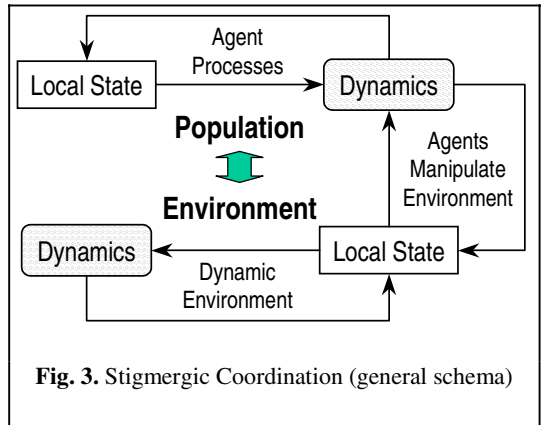 Agent
Processes
Local State
Dynamics
Population
Agents
Manipulate
Environment
Environment
Dynamics
Local State
Dynamic
Environment
Fig. 3. Stigmergic Coordination (general schema)